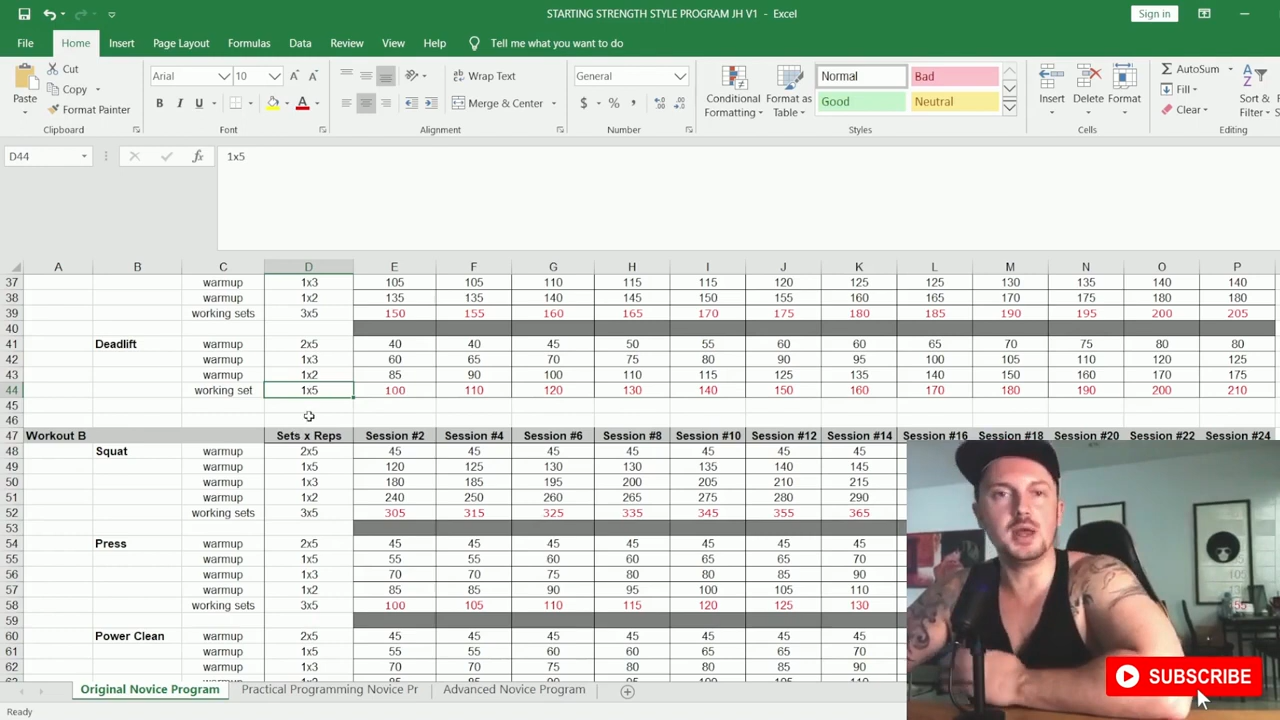 STARTING STRENGTH STYLE PROGRAM JH V1 - Excel
Sign in
File Home Insert Page Layout Formulas Data Review View Help Tell me what you want to do
Paste Cut Copy Format Painter Clipboard
Arial 10 B I U Font
Wrap Text Merge & Center Alignment
General $ % , Number
Conditional Formatting Format as Table Normal Bad Good Neutral Styles
Insert Delete Format Cells
AutoSum Fill Clear Sort & Filter Editing
D44 fx 1x5
A B C D E F G H I J K L M N O P
37 warmup 1x3 105 105 110 115 115 120 125 125 130 135 140 140
38 warmup 1x2 135 135 140 145 150 155 160 165 170 175 180 180
39 working sets 3x5 150 155 160 165 170 175 180 185 190 195 200 205
40
41 Deadlift warmup 2x5 40 40 45 50 55 60 60 65 70 75 80 80
42 warmup 1x3 60 65 70 75 80 90 95 100 105 110 120 125
43 warmup 1x2 85 90 100 110 115 125 135 140 150 160 170 175
44 working set 1x5 100 110 120 130 140 150 160 170 180 190 200 210
45
46
47 Workout B Sets x Reps Session #2 Session #4 Session #6 Session #8 Session #10 Session #12 Session #14 Session #16 Session #18 Session #20 Session #22 Session #24
48 Squat warmup 2x5 45 45 45 45 45 45 45
49 warmup 1x5 120 125 130 130 135 140 145
50 warmup 1x3 180 185 195 200 205 210 215
51 warmup 1x2 240 250 260 265 275 280 290
52 working sets 3x5 305 315 325 335 345 355 365
53
54 Press warmup 2x5 45 45 45 45 45 45 45
55 warmup 1x5 55 55 60 60 65 65 70
56 warmup 1x3 70 70 75 80 80 85 90
57 warmup 1x2 85 85 90 95 100 105 110
58 working sets 3x5 100 105 110 115 120 125 130
59
60 Power Clean warmup 2x5 45 45 45 45 45 45 45
61 warmup 1x5 55 55 60 60 65 65 70
62 warmup 1x3 70 70 75 80 80 85 90
SUBSCRIBE
Original Novice Program Practical Programming Novice Pr Advanced Novice Program
Ready